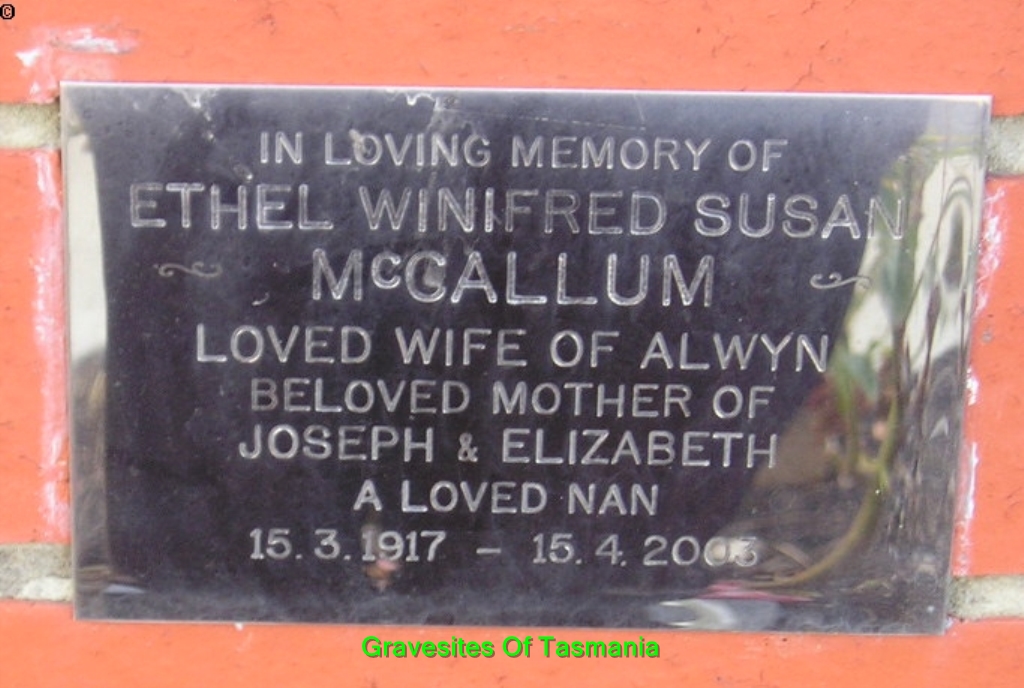 ©
IN LOVING MEMORY OF
ETHEL WINIFRED SUSAN
McCALLUM
LOVED WIFE OF ALWYN
BELOVED MOTHER OF
JOSEPH & ELIZABETH
A LOVED NAN
15.3.1917 - 15.4.2003
Gravesites Of Tasmania